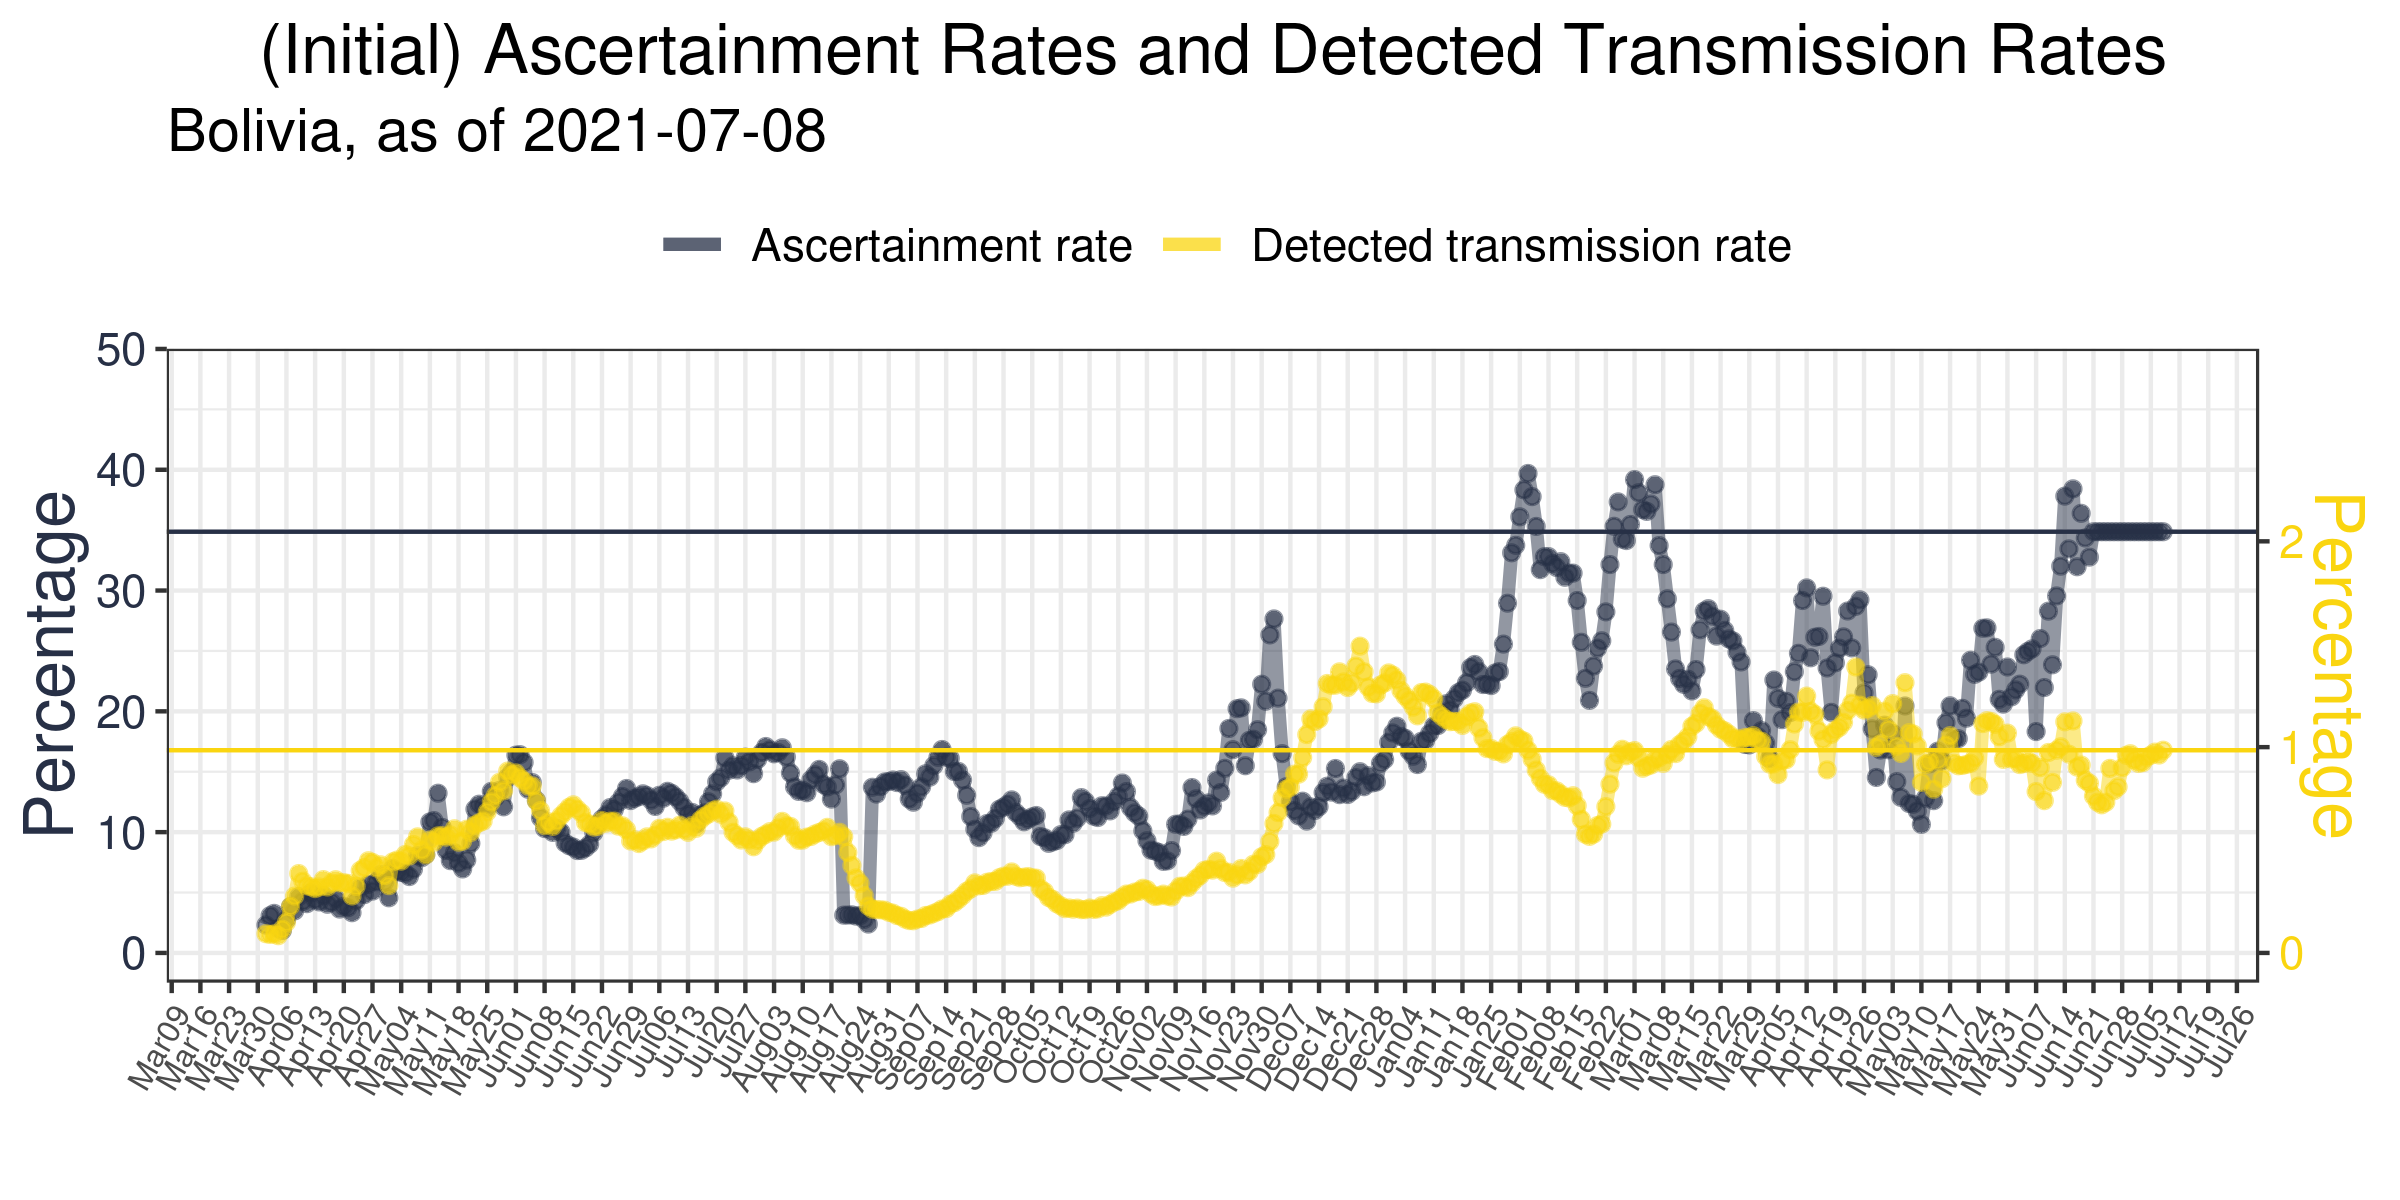 (Initial) Ascertainment Rates and Detected Transmission Rates
Bolivia, as of 2021-07-08
Ascertainment rate
Detected transmission rate
Percentage
50
40
30
20
10
0
2
1
0
Percentage
Mar09
Mar16
Mar23
Mar30
Apr06
Apr13
Apr20
Apr27
May04
May11
May18
May25
Jun01
Jun08
Jun15
Jun22
Jun29
Jul06
Jul13
Jul20
Jul27
Aug03
Aug10
Aug17
Aug24
Aug31
Sep07
Sep14
Sep21
Sep28
Oct05
Oct12
Oct19
Oct26
Nov02
Nov09
Nov16
Nov23
Nov30
Dec07
Dec14
Dec21
Dec28
Jan04
Jan11
Jan18
Jan25
Feb01
Feb08
Feb15
Feb22
Mar01
Mar08
Mar15
Mar22
Mar29
Apr05
Apr12
Apr19
Apr26
May03
May10
May17
May24
May31
Jun07
Jun14
Jun21
Jun28
Jul05
Jul12
Jul19
Jul26